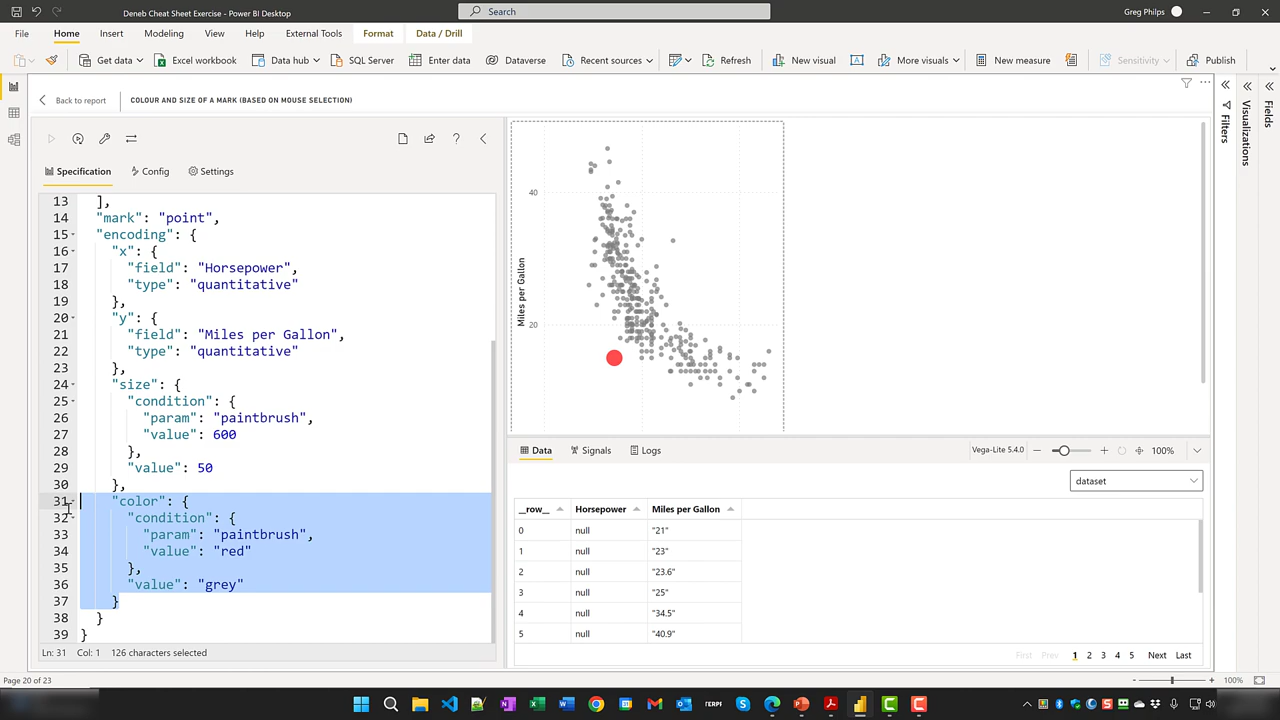 Deneb Cheat Sheet Exercise - Power BI Desktop
Search
Greg Philps
File Home Insert Modeling View Help External Tools Format Data / Drill
Get data Excel workbook Data hub SQL Server Enter data Dataverse Recent sources Refresh New visual More visuals New measure Sensitivity Publish
Back to report
COLOUR AND SIZE OF A MARK (BASED ON MOUSE SELECTION)
Specification Config Settings
13 ],
14 "mark": "point",
15 "encoding": {
16 "x": {
17 "field": "Horsepower",
18 "type": "quantitative"
19 },
20 "y": {
21 "field": "Miles per Gallon",
22 "type": "quantitative"
23 },
24 "size": {
25 "condition": {
26 "param": "paintbrush",
27 "value": 600
28 },
29 "value": 50
30 },
31 "color": {
32 "condition": {
33 "param": "paintbrush",
34 "value": "red"
35 },
36 "value": "grey"
37 }
38 }
39 }
Ln: 31 Col: 1 126 characters selected
40
20
Miles per Gallon
Data Signals Logs
Vega-Lite 5.4.0
100%
dataset
__row__ Horsepower Miles per Gallon
0 null "21"
1 null "23"
2 null "23.6"
3 null "25"
4 null "34.5"
5 null "40.9"
First Prev 1 2 3 4 5 Next Last
Filters
Visualizations
Fields
Page 20 of 23
100%